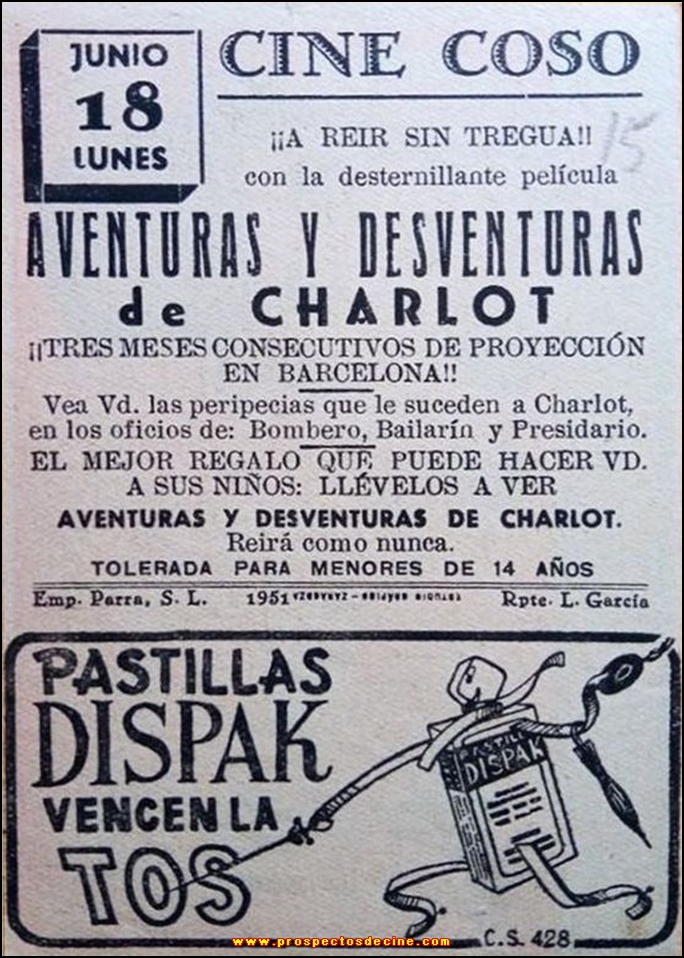 JUNIO
18
LUNES
CINE COSO
15
¡¡A REIR SIN TREGUA!!
con la desternillante película
AVENTURAS Y DESVENTURAS
de CHARLOT
¡¡TRES MESES CONSECUTIVOS DE PROYECCIÓN
EN BARCELONA!!
Vea Vd. las peripecias que le suceden a Charlot,
en los oficios de: Bombero, Bailarín y Presidario.
EL MEJOR REGALO QUE PUEDE HACER VD.
A SUS NIÑOS: LLÉVELOS A VER
AVENTURAS Y DESVENTURAS DE CHARLOT.
Reirá como nunca.
TOLERADA PARA MENORES DE 14 AÑOS
Emp. Parra, S. L. 1951 ZARAGOZA Rpte. L. García
PASTILLAS
DISPAK
VENCEN LA
TOS
PASTILLAS
DISPAK
C.S. 428
www.prospectosdecine.com